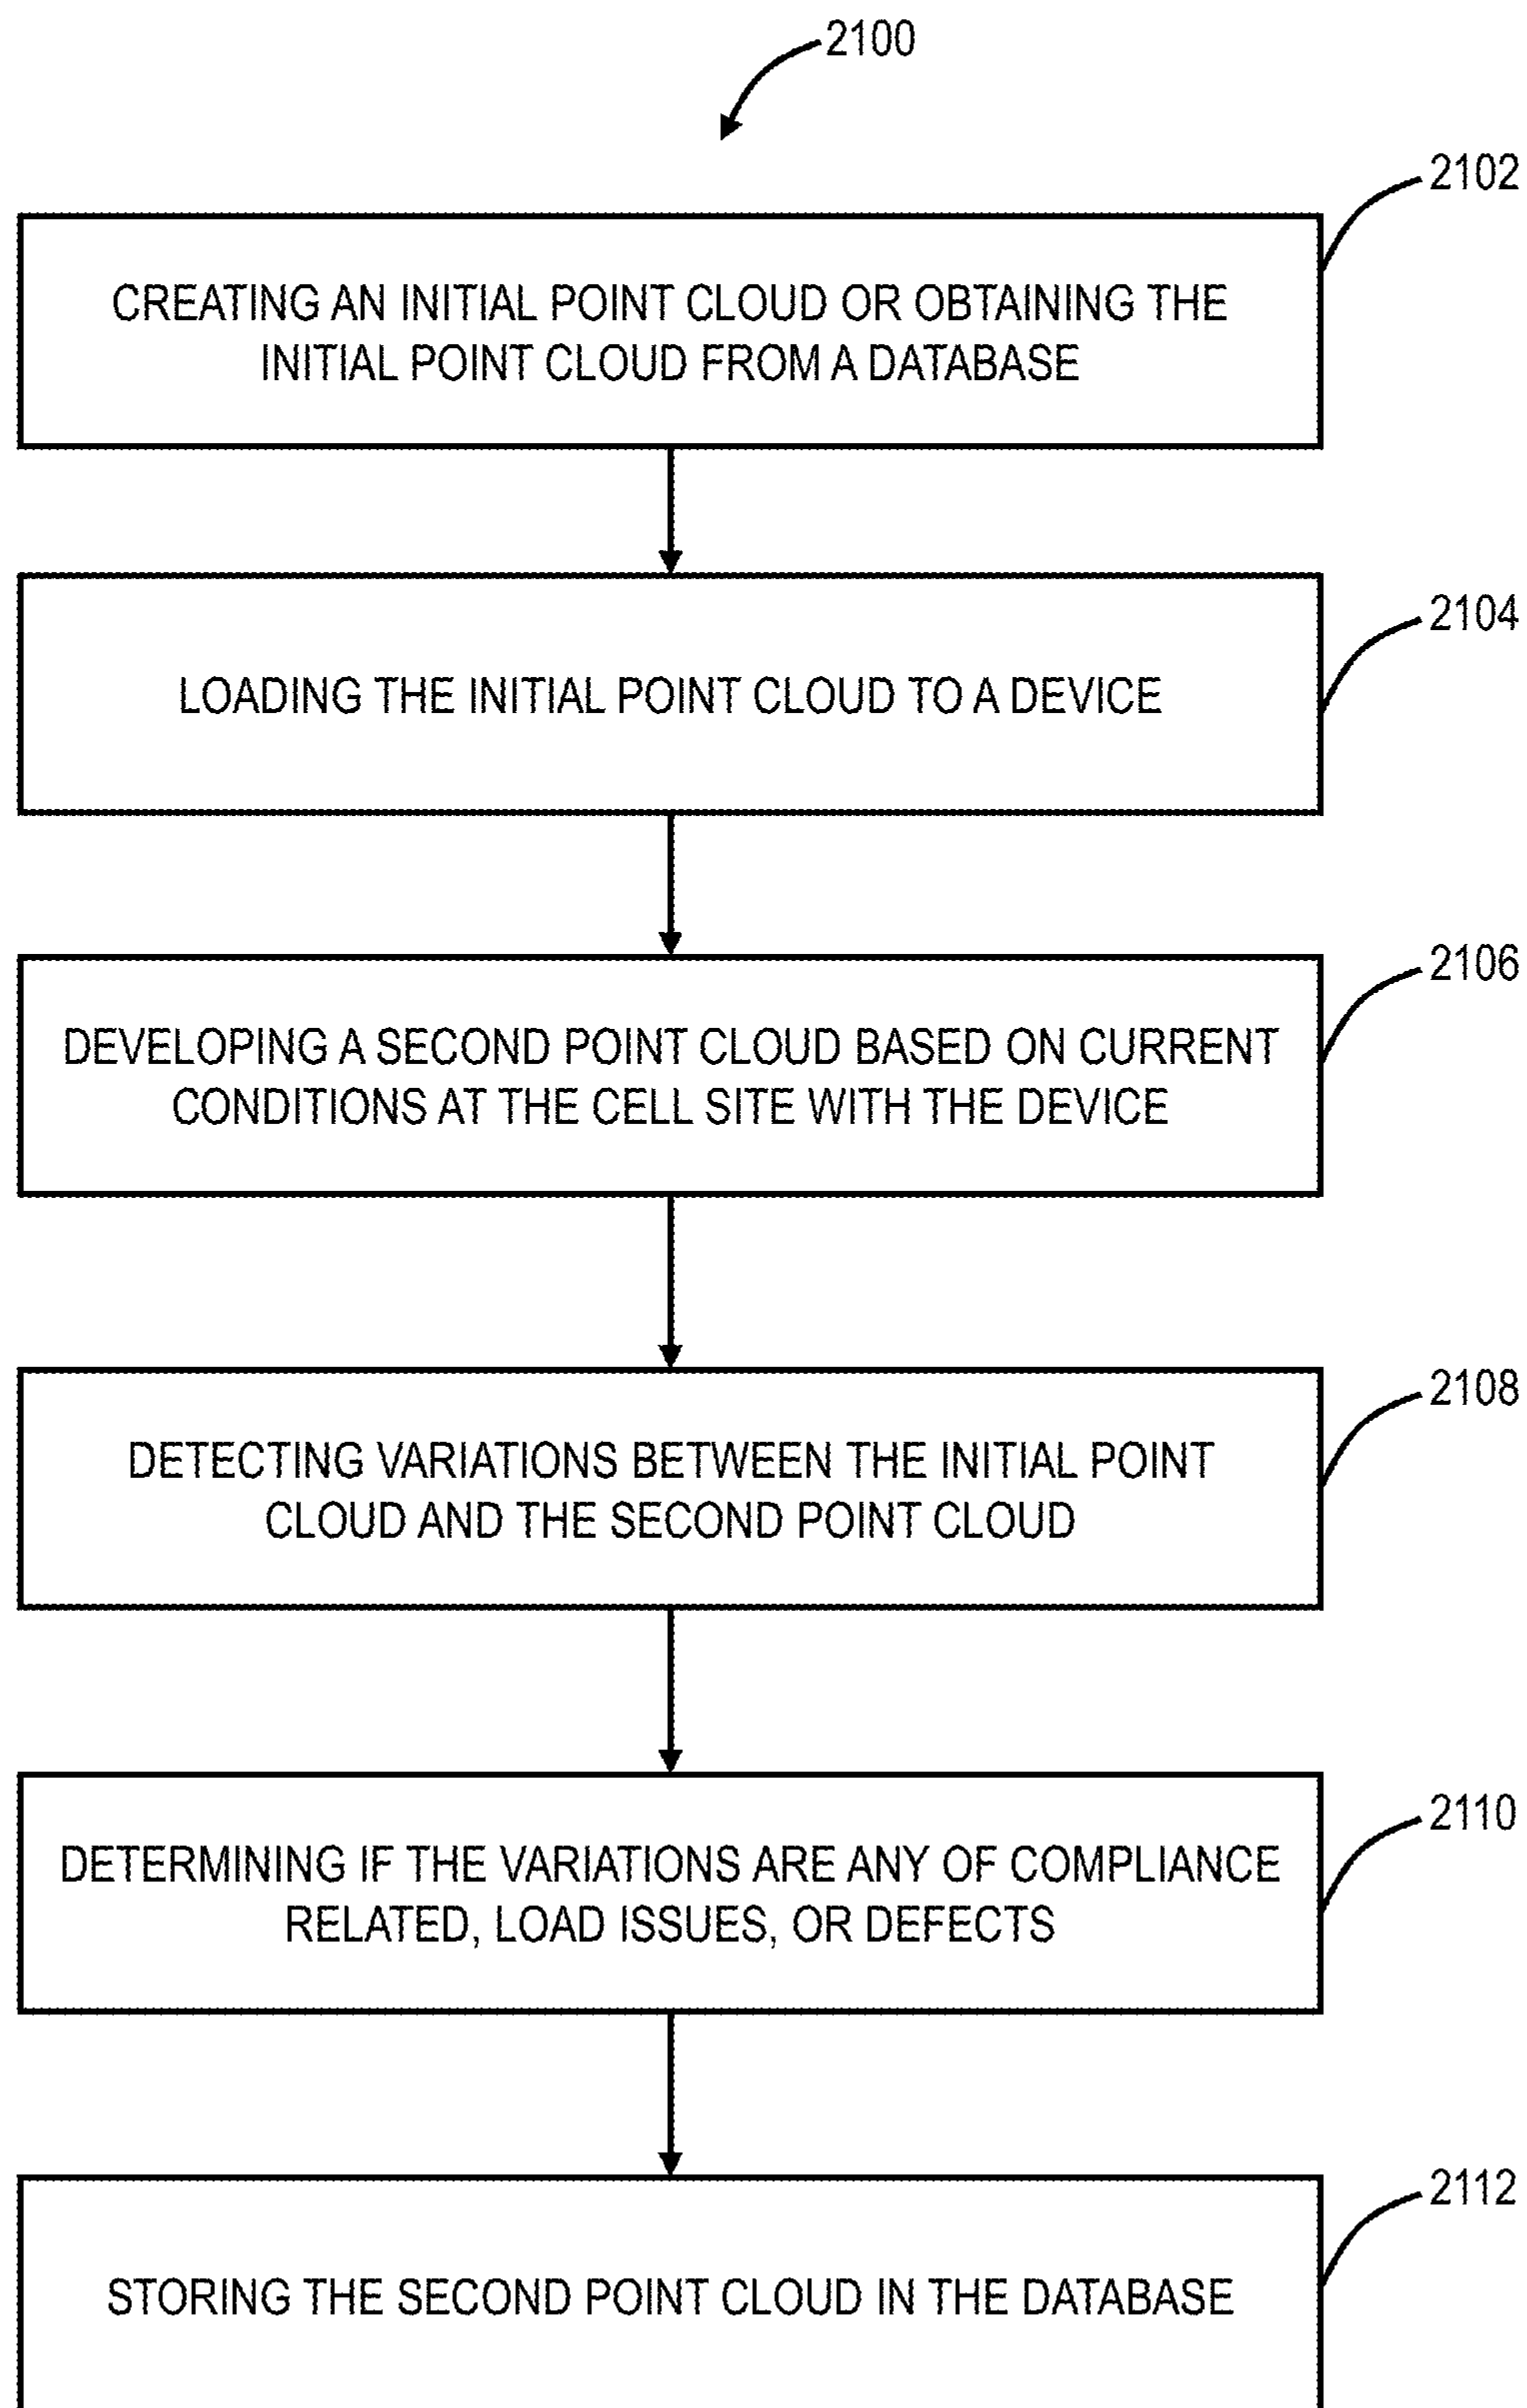 2100
2102
CREATING AN INITIAL POINT CLOUD OR OBTAINING THE
INITIAL POINT CLOUD FROM A DATABASE
2104
LOADING THE INITIAL POINT CLOUD TO A DEVICE
2106
DEVELOPING A SECOND POINT CLOUD BASED ON CURRENT
CONDITIONS AT THE CELL SITE WITH THE DEVICE
2108
DETECTING VARIATIONS BETWEEN THE INITIAL POINT
CLOUD AND THE SECOND POINT CLOUD
2110
DETERMINING IF THE VARIATIONS ARE ANY OF COMPLIANCE
RELATED, LOAD ISSUES, OR DEFECTS
2112
STORING THE SECOND POINT CLOUD IN THE DATABASE